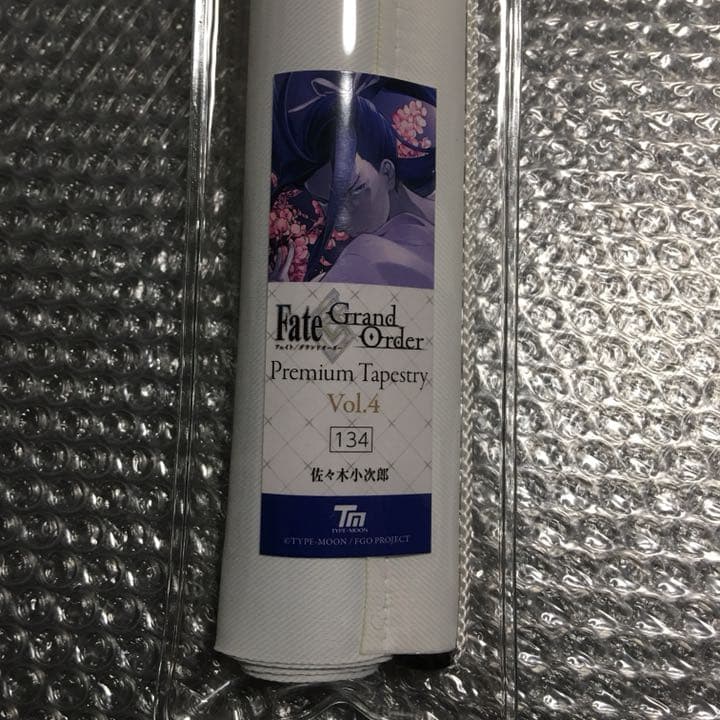 Fate
Grand
Order
フェイト/グランドオーダー
Premium Tapestry
Vol.4
134
佐々木小次郎
TM
TYPE-MOON
©TYPE-MOON / FGO PROJECT